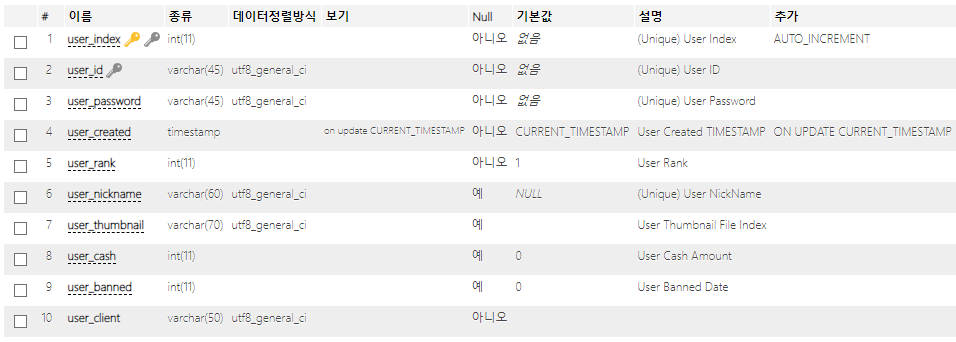 # 이름 종류 데이터정렬방식 보기 Null 기본값 설명 추가
1 user_index int(11) 아니오 없음 (Unique) User Index AUTO_INCREMENT
2 user_id varchar(45) utf8_general_ci 아니오 없음 (Unique) User ID
3 user_password varchar(45) utf8_general_ci 아니오 없음 (Unique) User Password
4 user_created timestamp on update CURRENT_TIMESTAMP 아니오 CURRENT_TIMESTAMP User Created TIMESTAMP ON UPDATE CURRENT_TIMESTAMP
5 user_rank int(11) 아니오 1 User Rank
6 user_nickname varchar(60) utf8_general_ci 예 NULL (Unique) User NickName
7 user_thumbnail varchar(70) utf8_general_ci 예 User Thumbnail File Index
8 user_cash int(11) 예 0 User Cash Amount
9 user_banned int(11) 예 0 User Banned Date
10 user_client varchar(50) utf8_general_ci 아니오